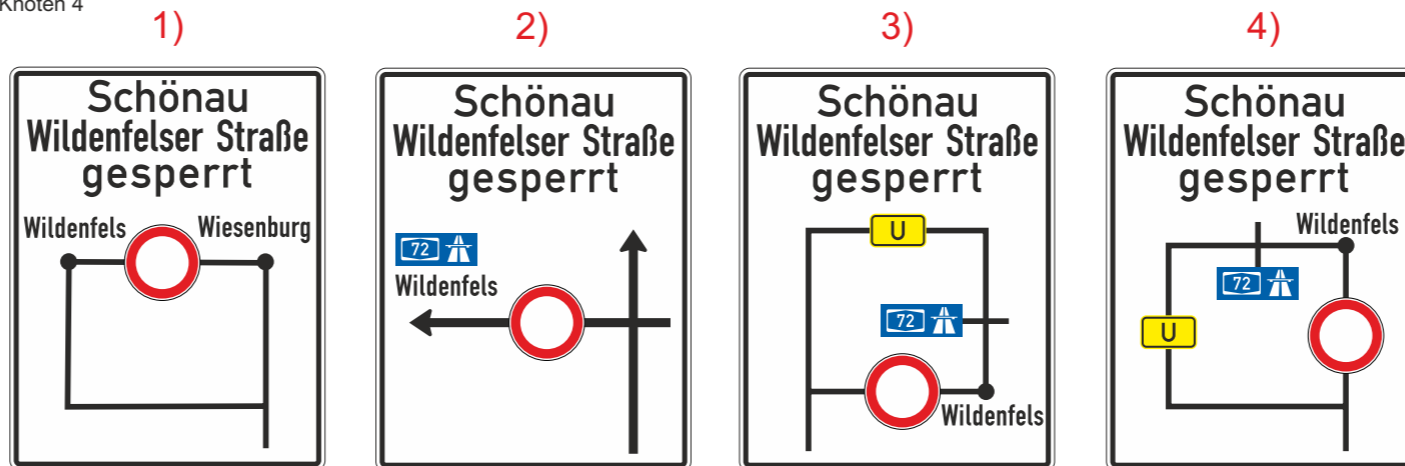 Knoten 4
1)
2)
3)
4)
Schönau
Wildenfelser Straße
gesperrt
Wildenfels
Wiesenburg
Schönau
Wildenfelser Straße
gesperrt
72
Wildenfels
Schönau
Wildenfelser Straße
gesperrt
U
72
Wildenfels
Schönau
Wildenfelser Straße
gesperrt
Wildenfels
72
U